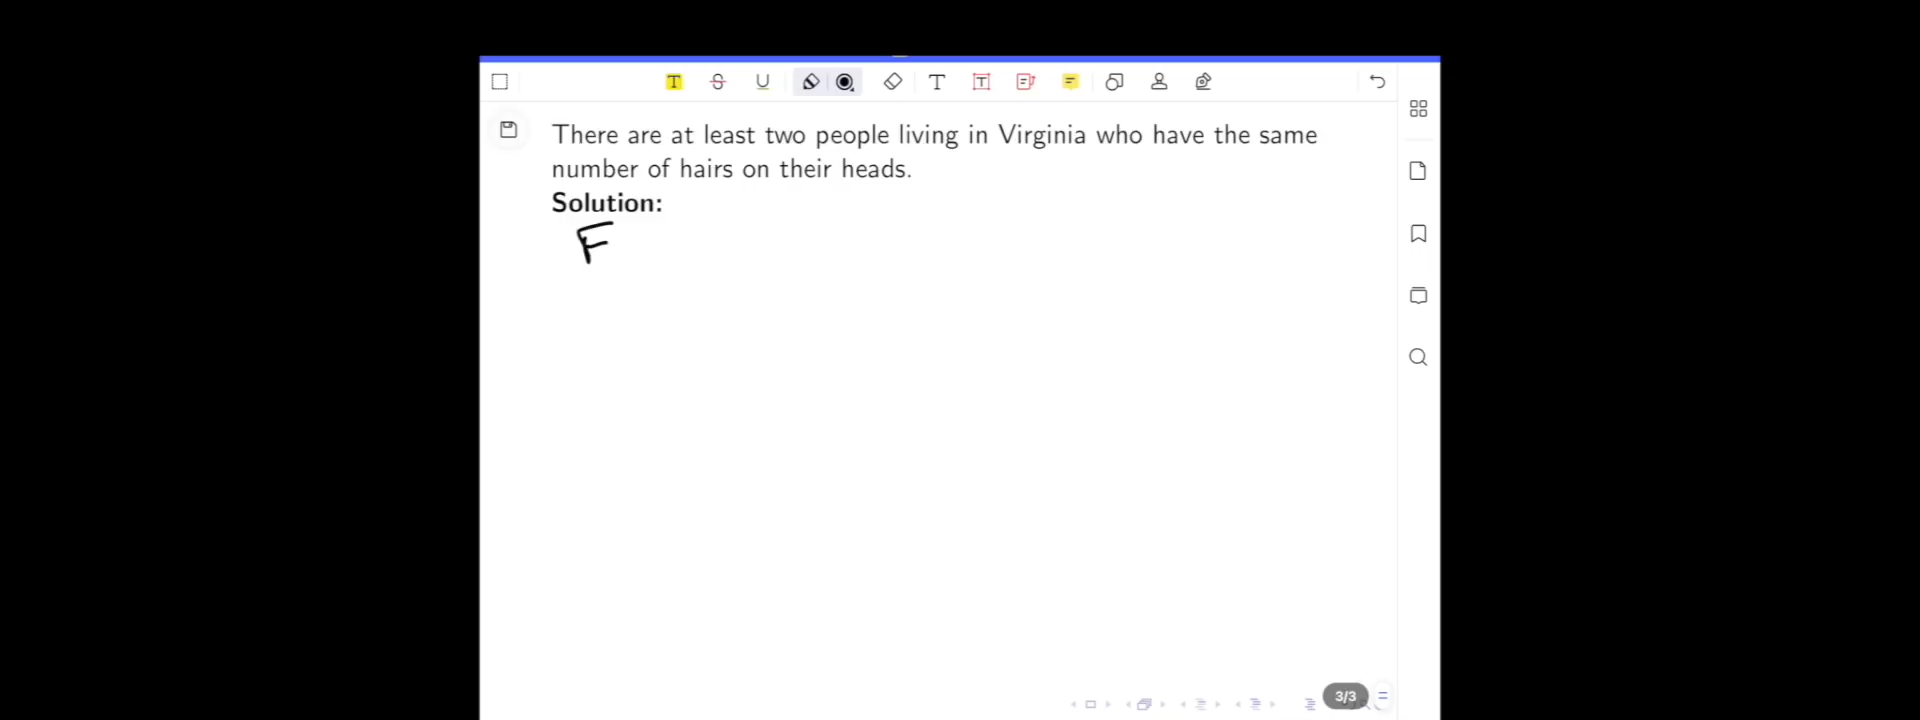 There are at least two people living in Virginia who have the same
number of hairs on their heads.
Solution:
F
3/3